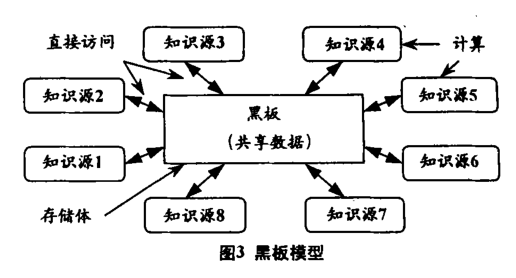 直接访问
知识源3
知识源4
计算
知识源2
知识源5
黑板
(共享数据)
知识源1
知识源6
存储体
知识源8
知识源7
图3 黑板模型